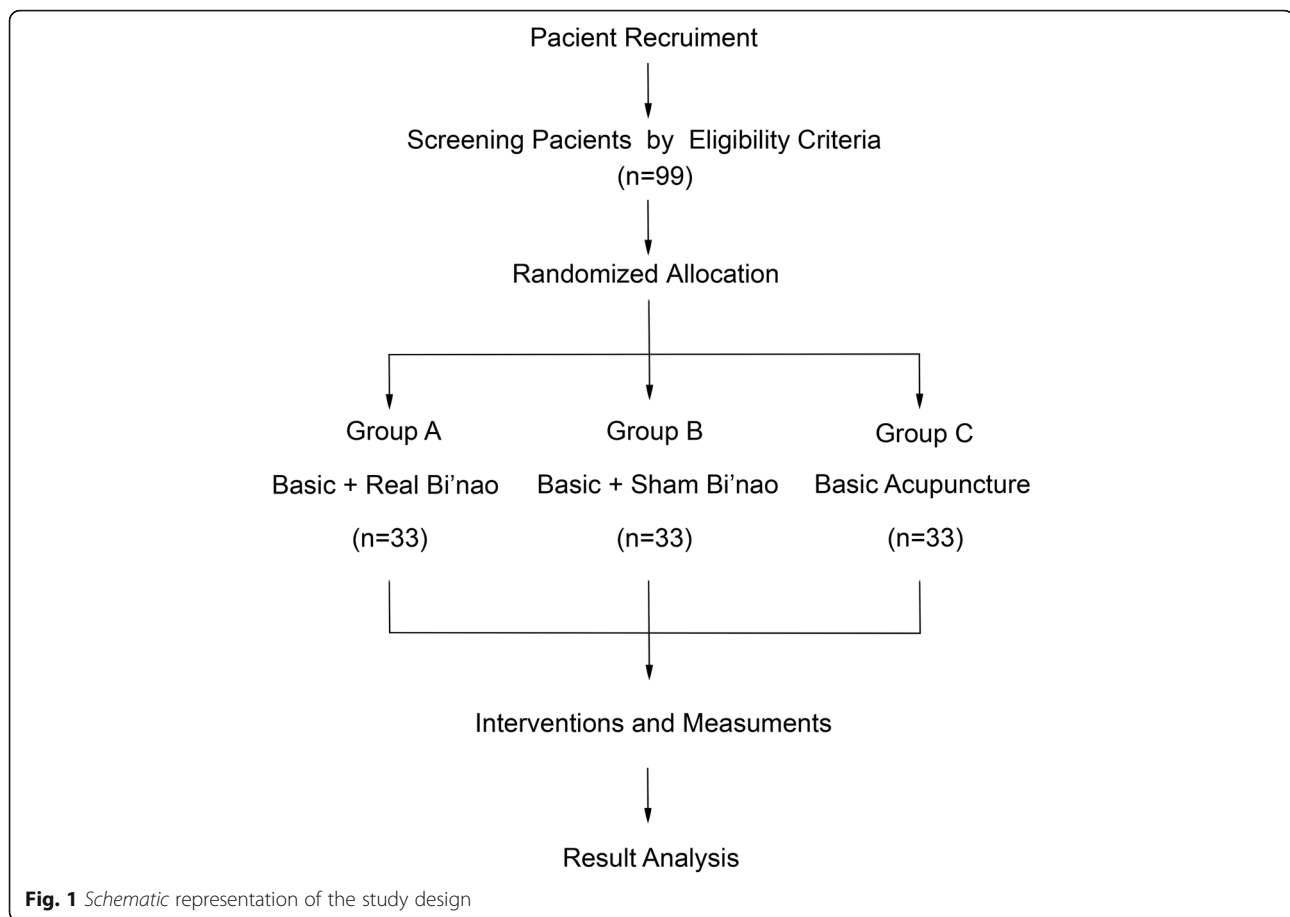 Pacient Recruiment
Screening Pacients by Eligibility Criteria
(n=99)
Randomized Allocation
Group A
Basic + Real Bi’nao
(n=33)
Group B
Basic + Sham Bi’nao
(n=33)
Group C
Basic Acupuncture
(n=33)
Interventions and Measuments
Result Analysis
Fig. 1 Schematic representation of the study design